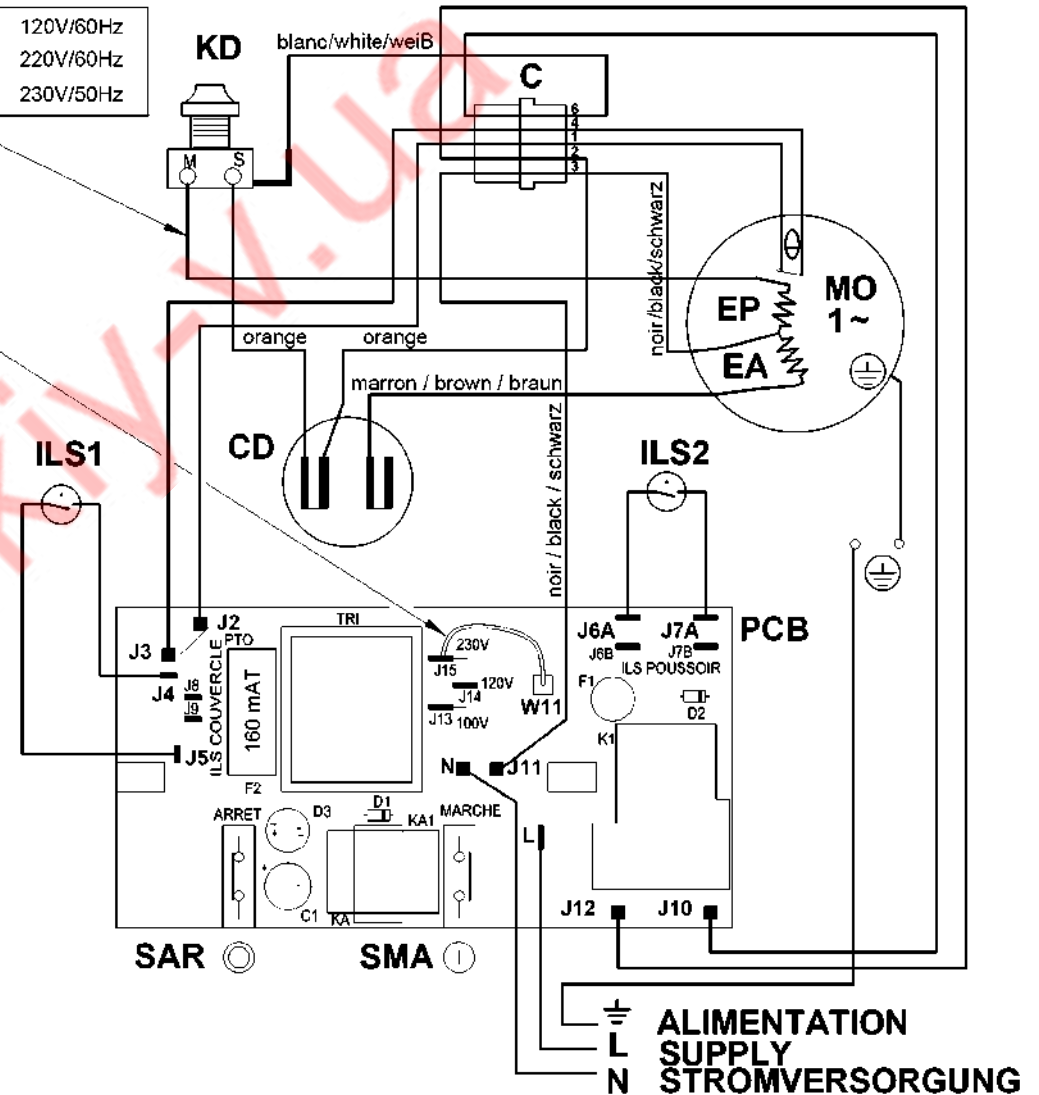 120V/60Hz
220V/60Hz
230V/50Hz
KD
blanc/white/weiB
C
6
4
1
2
3
M S
noir/black/schwarz
MO
1~
EP
EA
orange orange
marron / brown / braun
CD
ILS1
ILS2
noir / black / schwarz
kiy-v.ua
J2
J3
PTO
TRI
J4
J8
J9
ILS COUVERCLE
160 mAT
J5
F2
230V
J15
120V
J14
J13 100V
W11
J6A J7A
J6B J7B
ILS POUSSOIR
PCB
F1
D2
K1
N J11
ARRET
D3
D1
KA1
MARCHE
L
C1
KA
J12 J10
SAR
SMA
ALIMENTATION
L SUPPLY
N STROMVERSORGUNG